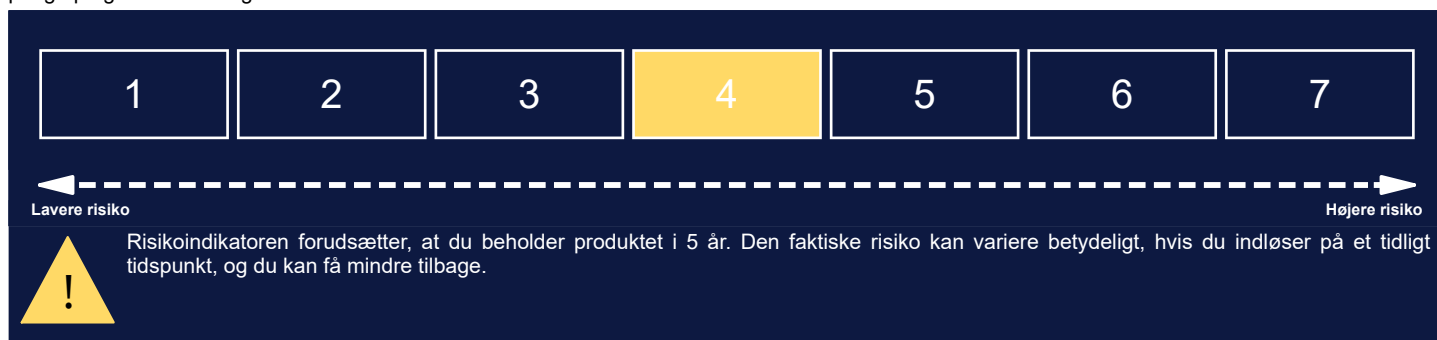 1 2 3 4 5 6 7
Lavere risiko Højere risiko
Risikoindikatoren forudsætter, at du beholder produktet i 5 år. Den faktiske risiko kan variere betydeligt, hvis du indløser på et tidligt
tidspunkt, og du kan få mindre tilbage.
!